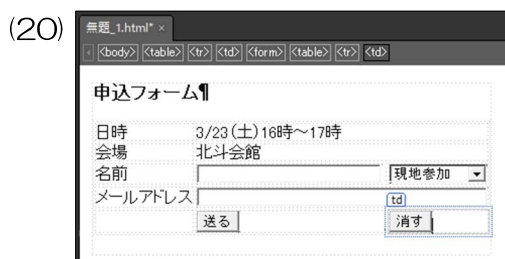 (20)
無題_1.html* ×
<body> <table> <tr> <td> <form> <table> <tr> <td>
申込フォーム¶
日時 3/23(土)16時～17時
会場 北斗会館
名前 現地参加
メールアドレス
td
送る 消す